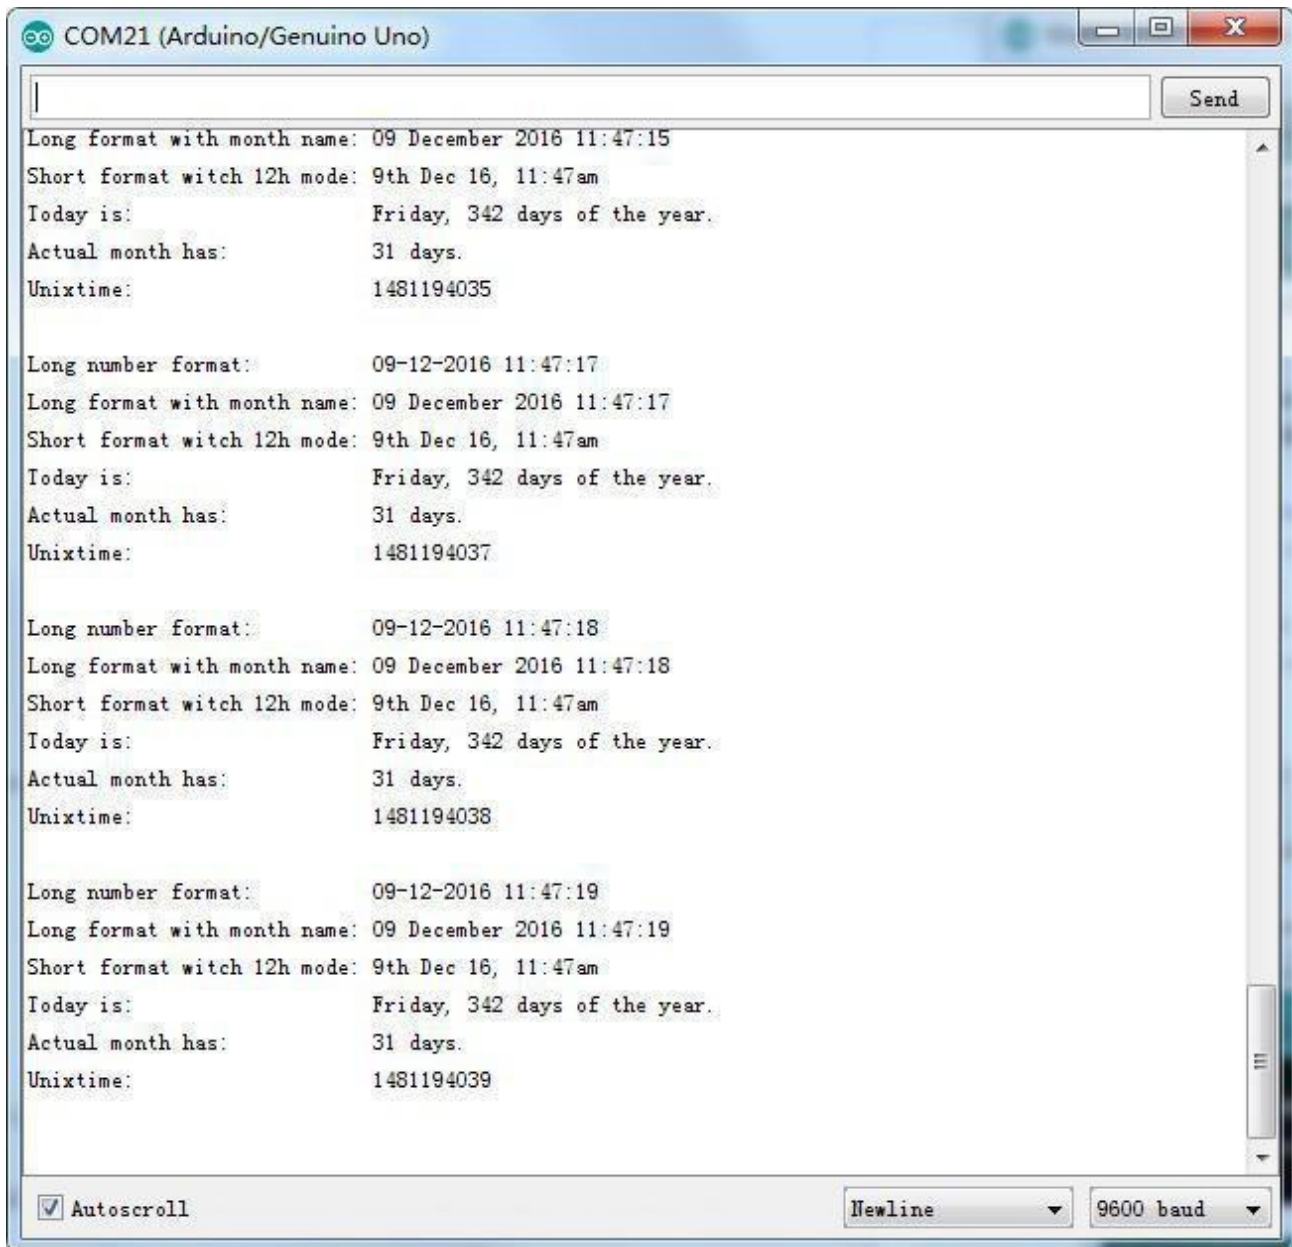 COM21 (Arduino/Genuino Uno)
Send
Long format with month name: 09 December 2016 11:47:15
Short format witch 12h mode: 9th Dec 16, 11:47am
Today is: Friday, 342 days of the year.
Actual month has: 31 days.
Unixtime: 1481194035
Long number format: 09-12-2016 11:47:17
Long format with month name: 09 December 2016 11:47:17
Short format witch 12h mode: 9th Dec 16, 11:47am
Today is: Friday, 342 days of the year.
Actual month has: 31 days.
Unixtime: 1481194037
Long number format: 09-12-2016 11:47:18
Long format with month name: 09 December 2016 11:47:18
Short format witch 12h mode: 9th Dec 16, 11:47am
Today is: Friday, 342 days of the year.
Actual month has: 31 days.
Unixtime: 1481194038
Long number format: 09-12-2016 11:47:19
Long format with month name: 09 December 2016 11:47:19
Short format witch 12h mode: 9th Dec 16, 11:47am
Today is: Friday, 342 days of the year.
Actual month has: 31 days.
Unixtime: 1481194039
Autoscroll Newline 9600 baud